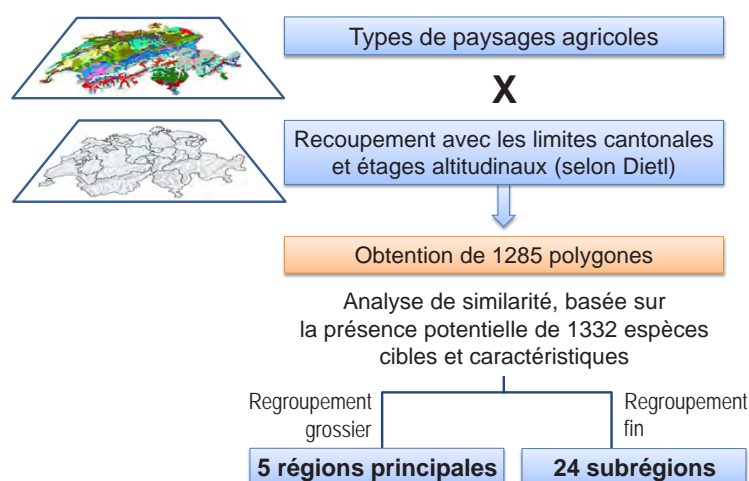 Types de paysages agricoles
X
Recoupement avec les limites cantonales
et étages altitudinaux (selon Dietl)
Obtention de 1285 polygones
Analyse de similarité, basée sur
la présence potentielle de 1332 espèces
cibles et caractéristiques
Regroupement
grossier
Regroupement
fin
5 régions principales
24 subrégions